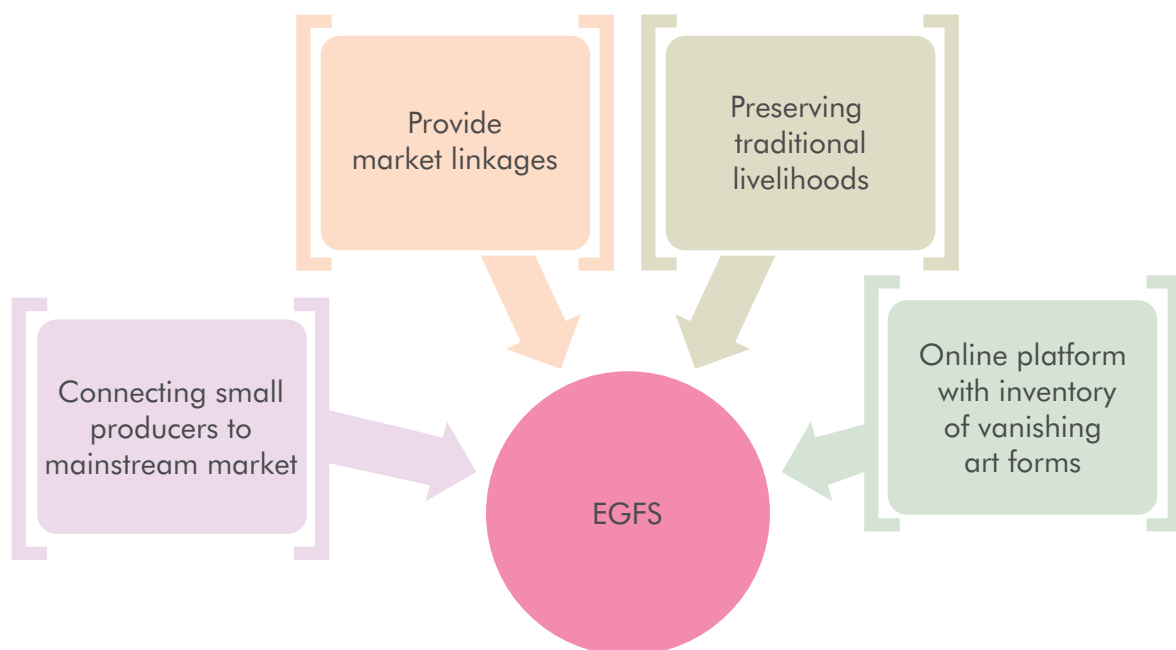 Provide
market linkages
Preserving
traditional
livelihoods
Connecting small
producers to
mainstream market
Online platform
with inventory
of vanishing
art forms
EGFS